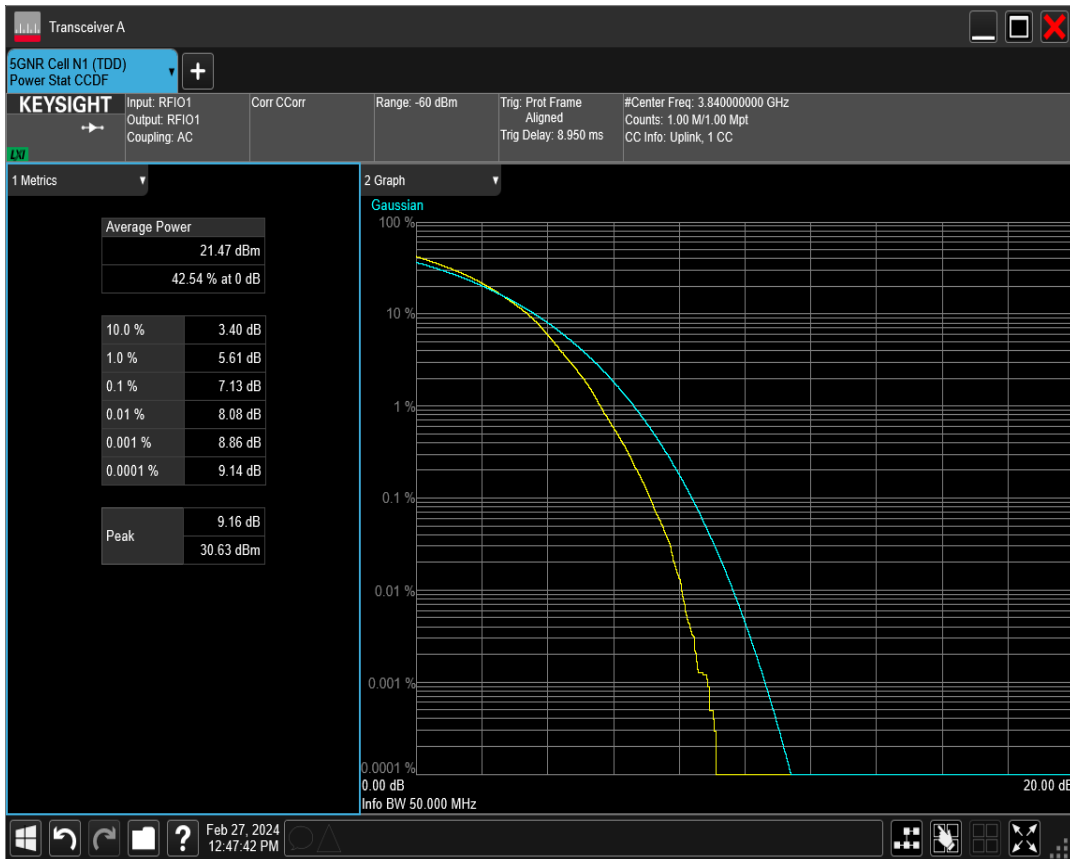 Transceiver A
5GNR Cell N1 (TDD)
Power Stat CCDF
+
KEYSIGHT
LXI
Input: RFIO1
Output: RFIO1
Coupling: AC
Corr CCorr
Range: -60 dBm
Trig: Prot Frame
Aligned
Trig Delay: 8.950 ms
#Center Freq: 3.840000000 GHz
Counts: 1.00 M/1.00 Mpt
CC Info: Uplink, 1 CC
1 Metrics
Average Power
21.47 dBm
42.54 % at 0 dB
10.0 % 3.40 dB
1.0 % 5.61 dB
0.1 % 7.13 dB
0.01 % 8.08 dB
0.001 % 8.86 dB
0.0001 % 9.14 dB
Peak
9.16 dB
30.63 dBm
2 Graph
Gaussian
100 %
10 %
1 %
0.1 %
0.01 %
0.001 %
0.0001 %
0.00 dB 20.00 dB
Info BW 50.000 MHz
?
Feb 27, 2024
12:47:42 PM